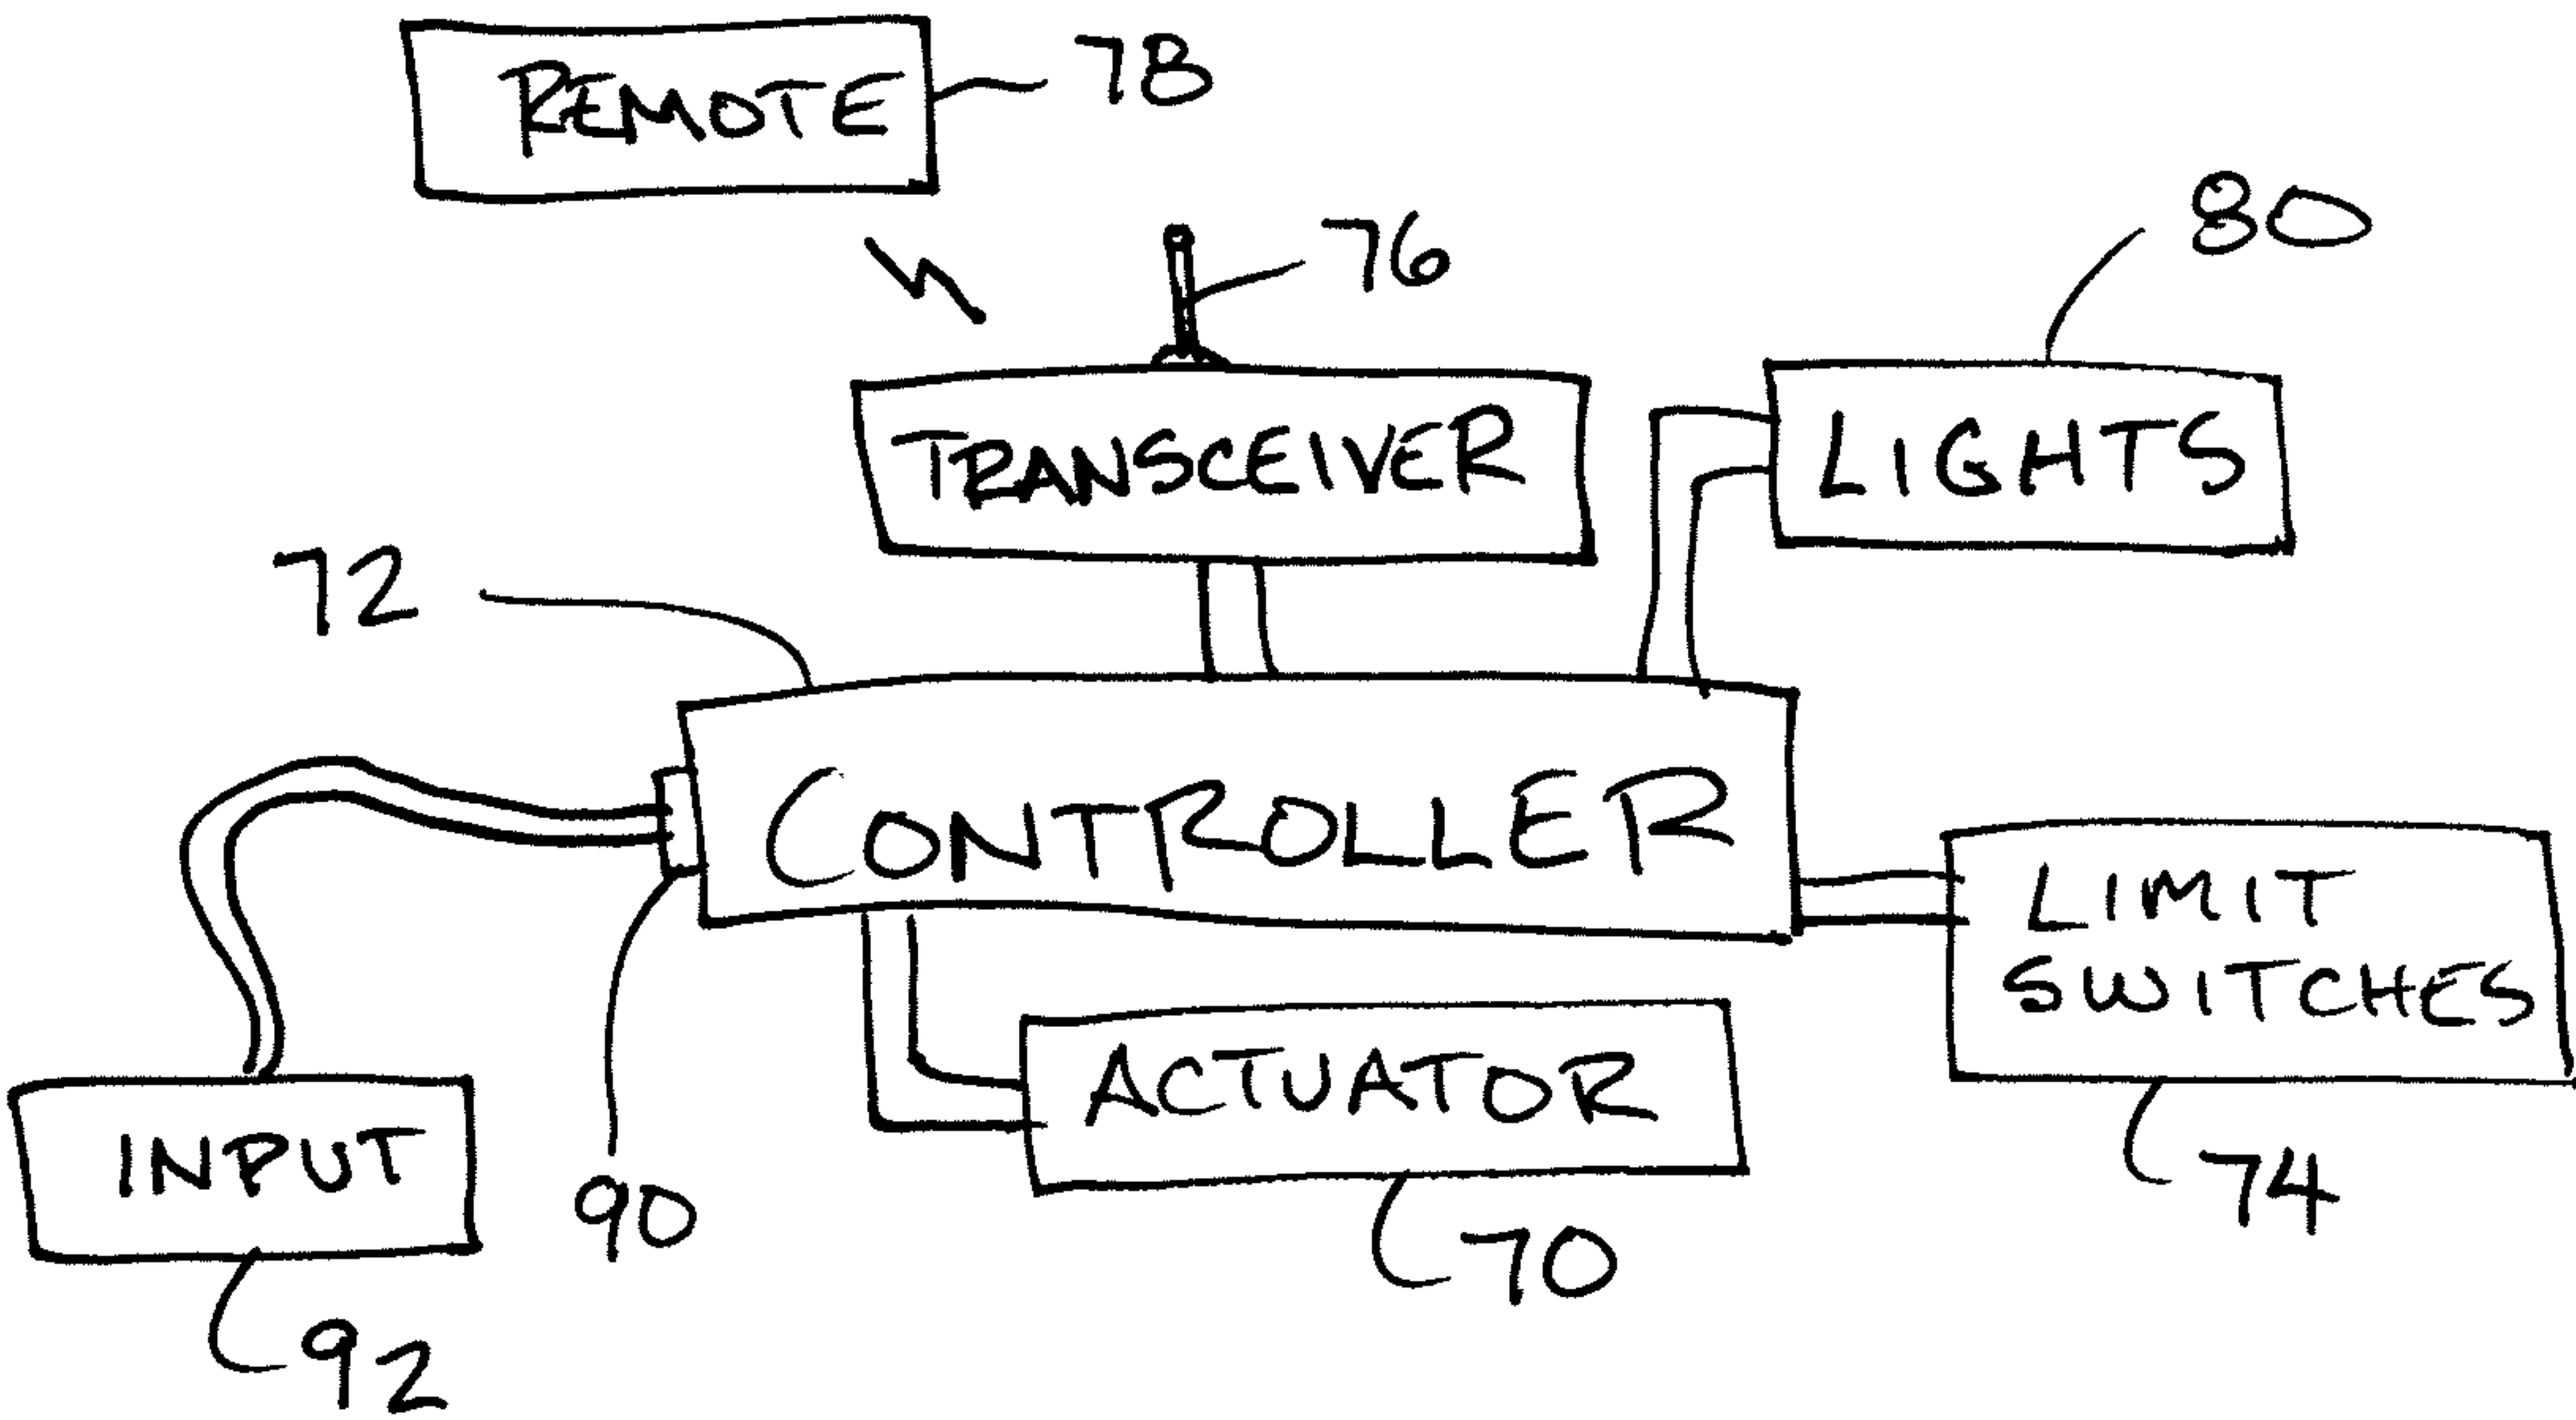 REMOTE
78
76
80
TRANSCEIVER
LIGHTS
72
CONTROLLER
LIMIT
SWITCHES
ACTUATOR
INPUT
90
74
70
92